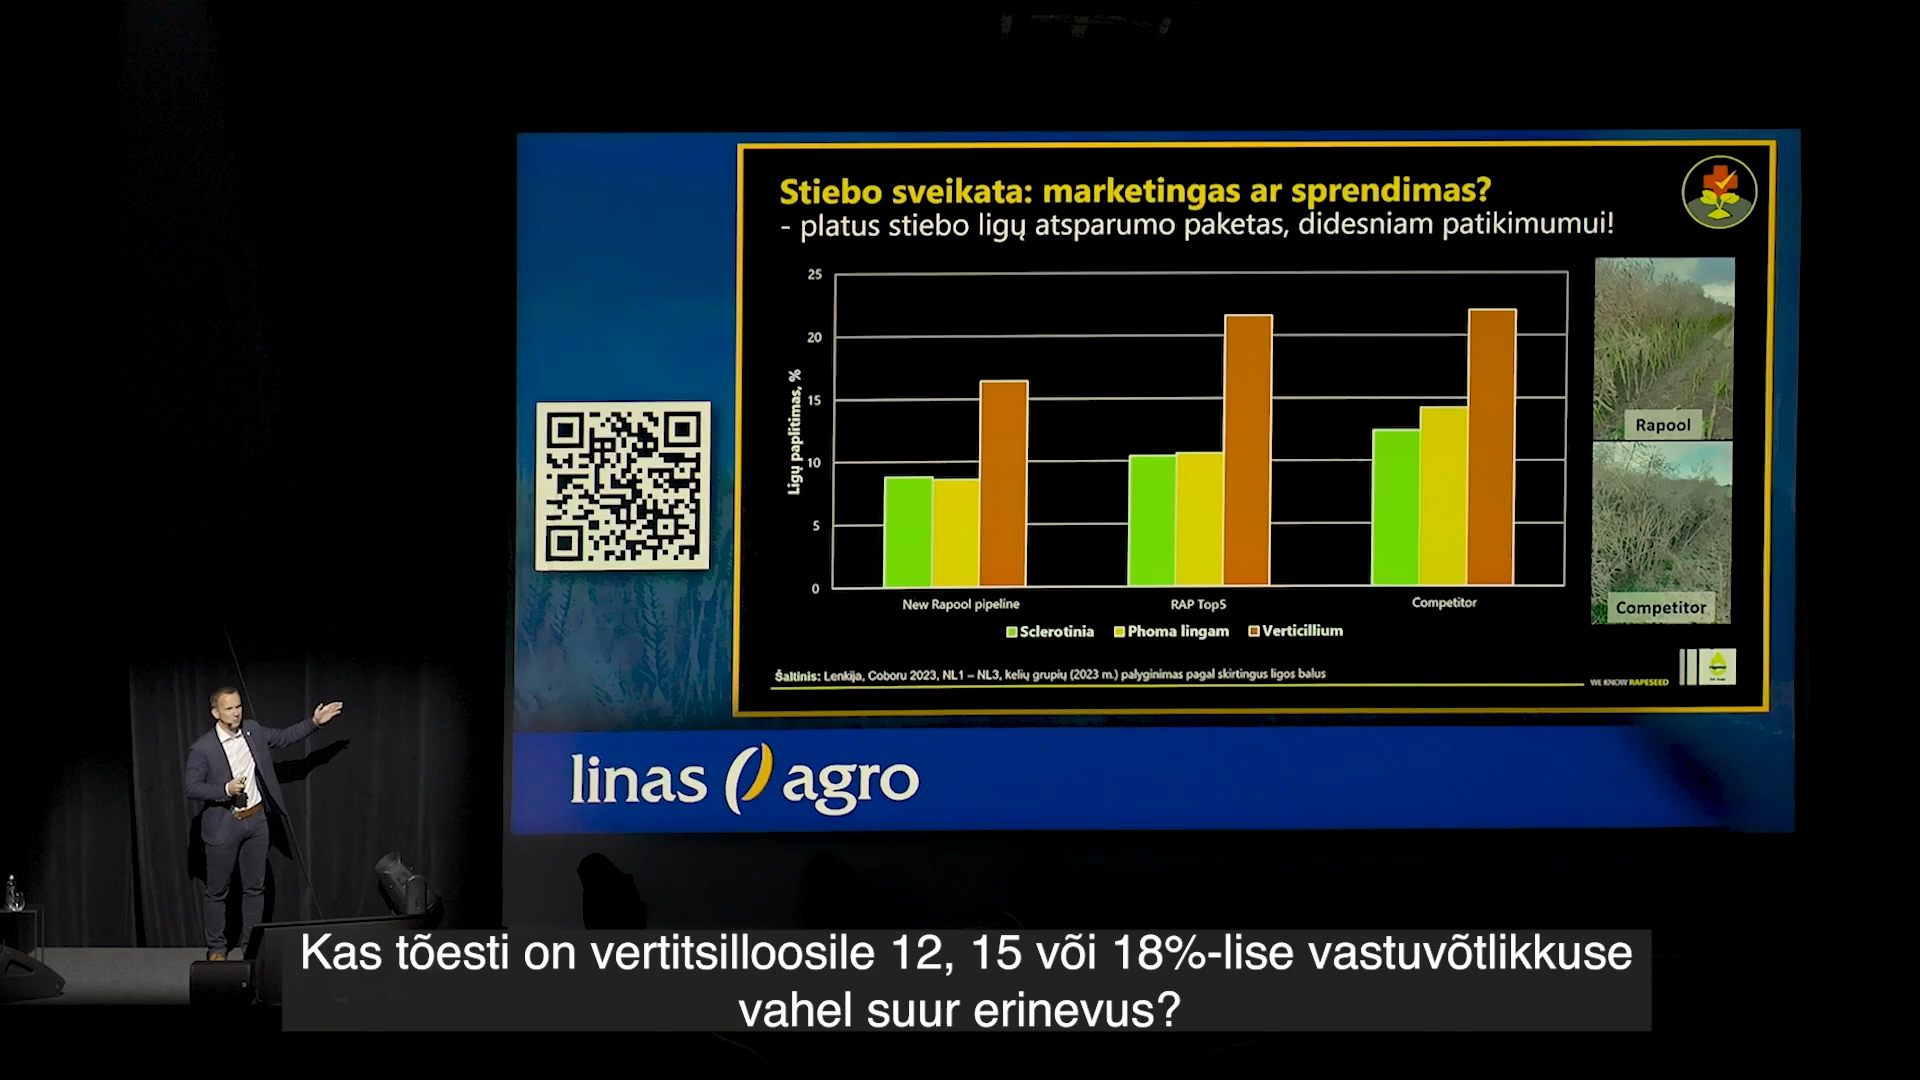 Stiebo sveikata: marketingas ar sprendimas?
- platus stiebo ligų atsparumo paketas, didesniam patikimumui!
Ligų paplitimas, %
25
20
15
10
5
0
New Rapool pipeline
RAP Top5
Competitor
Sclerotinia
Phoma lingam
Verticillium
Rapool
Competitor
Šaltinis: Lenkija, Coboru 2023, NL1 – NL3, kelių grupių (2023 m.) palyginimas pagal skirtingus ligos balus
WE KNOW RAPESEED
linas agro
Kas tõesti on vertitsilloosile 12, 15 või 18%-lise vastuvõtlikkuse
vahel suur erinevus?